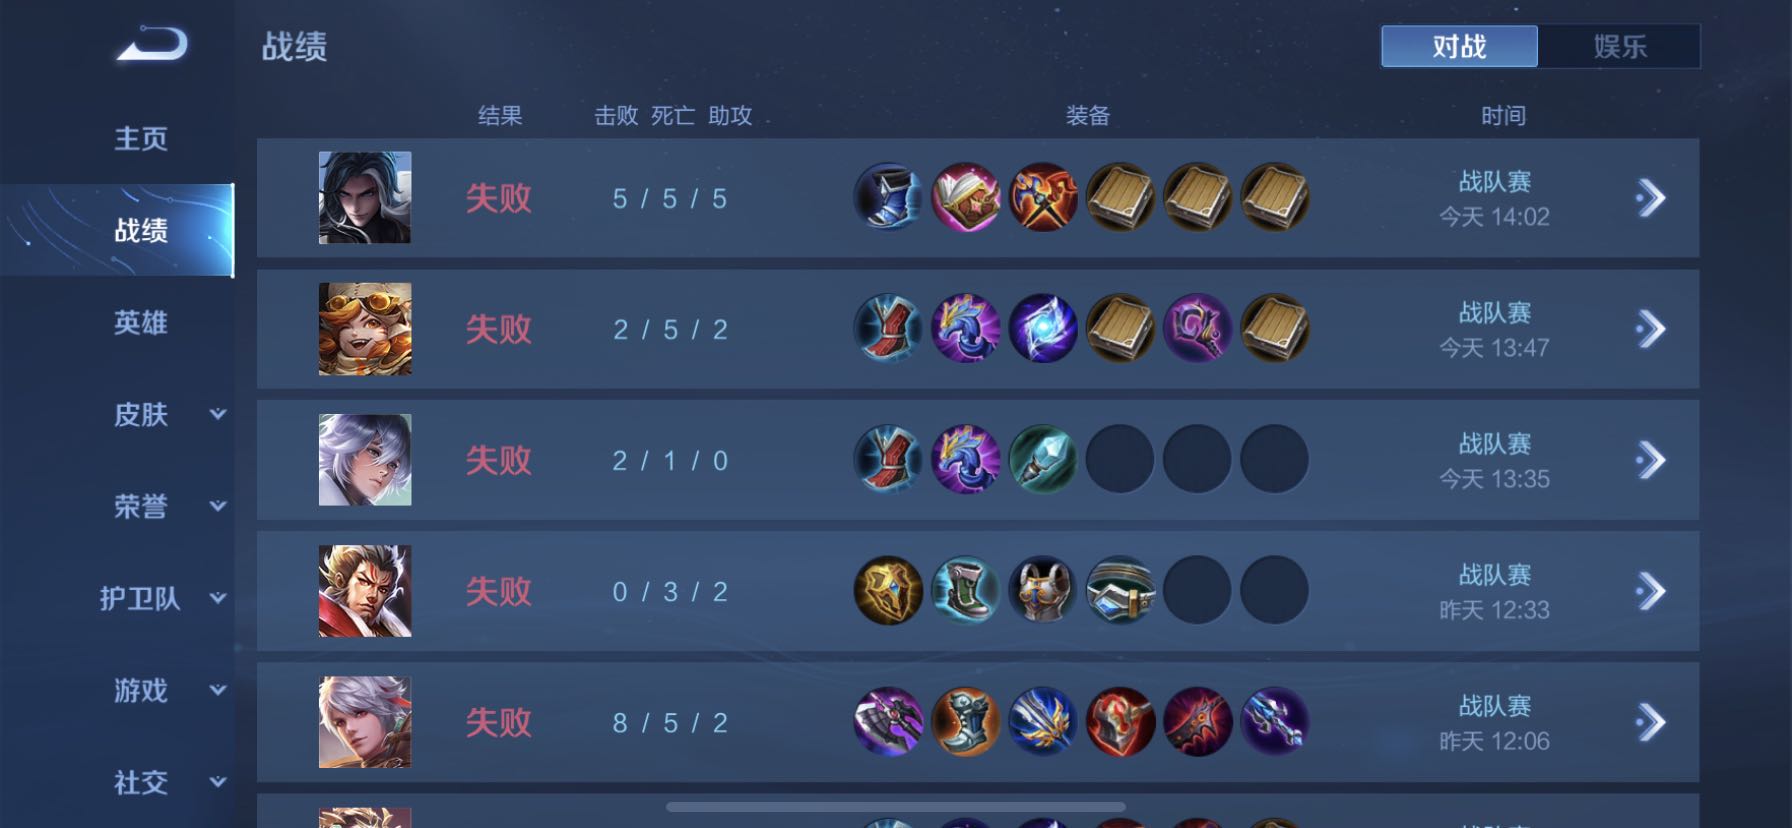 战绩
对战 娱乐
主页
战绩
英雄
皮肤
荣誉
护卫队
游戏
社交
结果 击败 死亡 助攻 装备 时间
失败 5 / 5 / 5 战队赛
今天 14:02
失败 2 / 5 / 2 战队赛
今天 13:47
失败 2 / 1 / 0 战队赛
今天 13:35
失败 0 / 3 / 2 战队赛
昨天 12:33
失败 8 / 5 / 2 战队赛
昨天 12:06